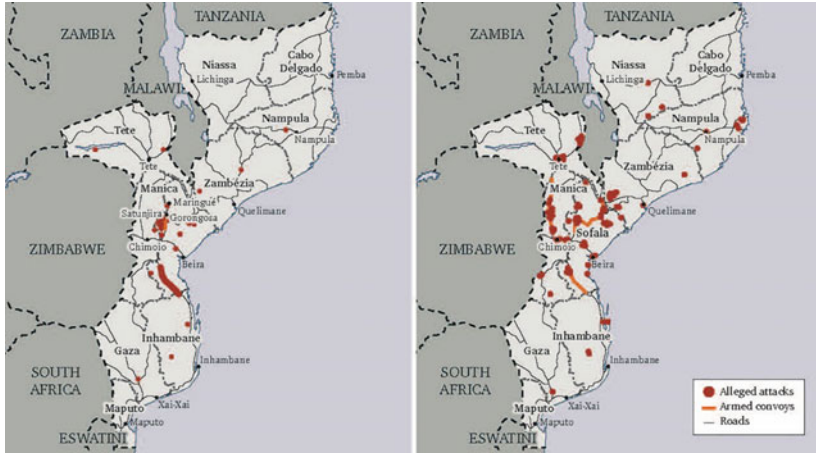 TANZANIA
ZAMBIA
Niassa
Cabo
Delgado
Lichinga
Pemba
MALAWI
Nampula
Tete
Nampula
Tete
Manica
Zambézia
Maringué
Satunjira
Gorongosa
Quelimane
ZIMBABWE
Chimoio
Beira
Inhambane
Gaza
Inhambane
SOUTH
AFRICA
Xai-Xai
Maputo
Maputo
ESWATINI
TANZANIA
ZAMBIA
Niassa
Cabo
Delgado
Lichinga
Pemba
MALAWI
Nampula
Tete
Nampula
Tete
Zambézia
Manica
Quelimane
Sofala
ZIMBABWE
Chimoio
Beira
Inhambane
Gaza
Inhambane
SOUTH
AFRICA
Xai-Xai
Maputo
Maputo
ESWATINI
Alleged attacks
Armed convoys
Roads